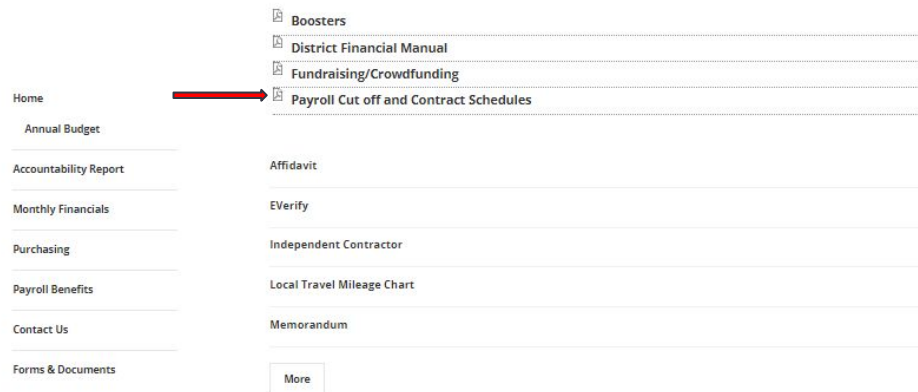 Boosters
District Financial Manual
Fundraising/Crowdfunding
Payroll Cut off and Contract Schedules
Home
Annual Budget
Accountability Report
Monthly Financials
Purchasing
Payroll Benefits
Contact Us
Forms & Documents
Affidavit
EVerify
Independent Contractor
Local Travel Mileage Chart
Memorandum
More